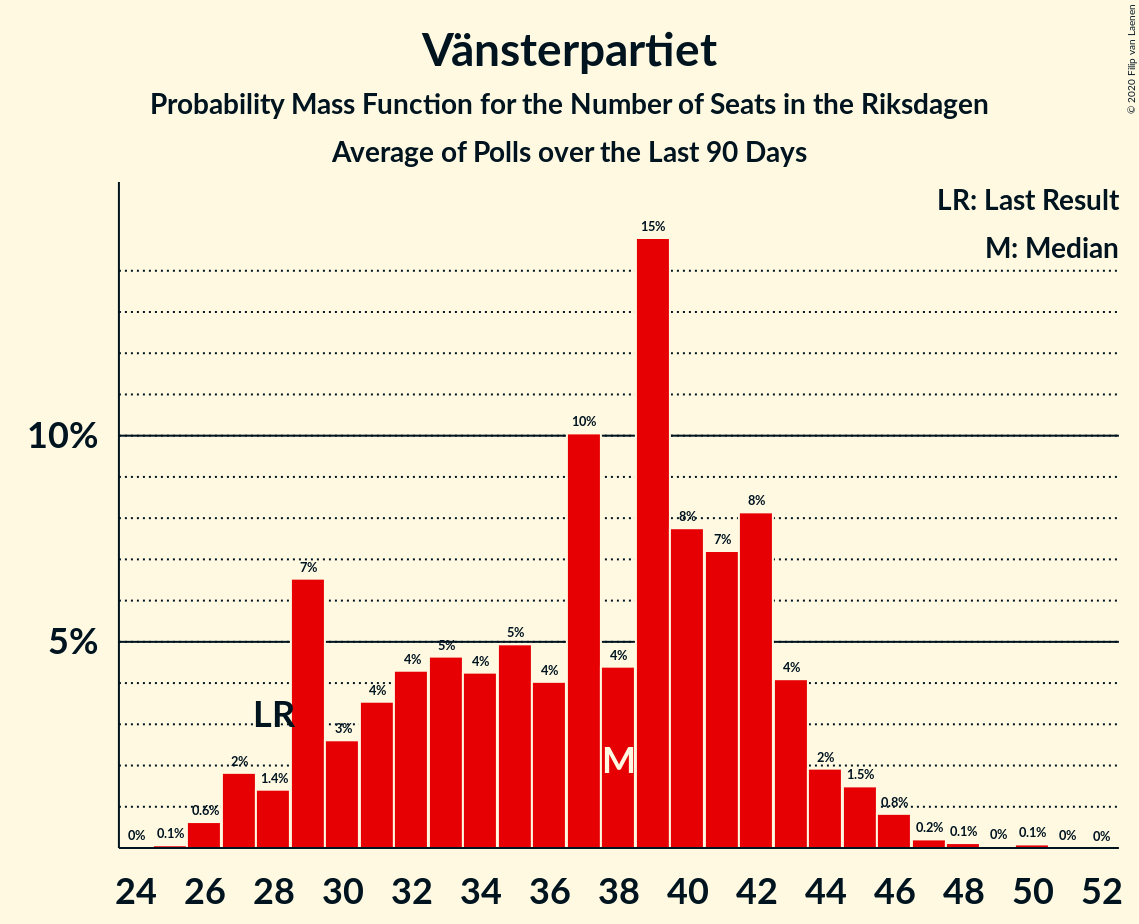 © 2020 Filip van Laenen
Vänsterpartiet
Probability Mass Function for the Number of Seats in the Riksdagen
Average of Polls over the Last 90 Days
LR: Last Result
M: Median
10%
5%
0% 0.1% 0.6% 2% 1.4% 7% 3% 4% 4% 5% 4% 5% 4% 10% 4% 15% 8% 7% 8% 4% 2% 1.5% 0.8% 0.2% 0.1% 0% 0.1% 0% 0%
LR
M
24 26 28 30 32 34 36 38 40 42 44 46 48 50 52